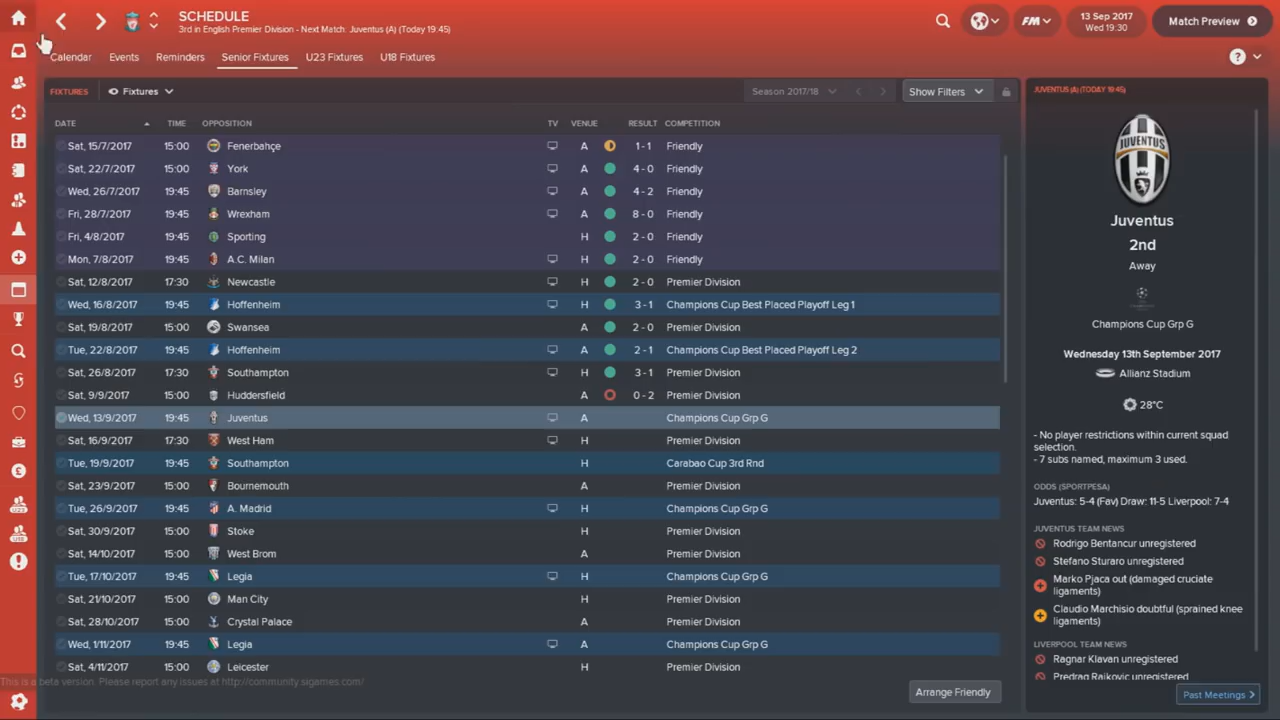 SCHEDULE
3rd in English Premier Division - Next Match: Juventus (A) (Today 19:45)
FM
13 Sep 2017
Wed 19:30
Match Preview
Calendar Events Reminders Senior Fixtures U23 Fixtures U18 Fixtures
?
FIXTURES Fixtures Season 2017/18 Show Filters
DATE TIME OPPOSITION TV VENUE RESULT COMPETITION
Sat, 15/7/2017 15:00 Fenerbahçe A 1-1 Friendly
Sat, 22/7/2017 15:00 York A 4-0 Friendly
Wed, 26/7/2017 19:45 Barnsley A 4-2 Friendly
Fri, 28/7/2017 19:45 Wrexham A 8-0 Friendly
Fri, 4/8/2017 19:45 Sporting H 2-0 Friendly
Mon, 7/8/2017 19:45 A.C. Milan H 2-0 Friendly
Sat, 12/8/2017 17:30 Newcastle H 2-0 Premier Division
Wed, 16/8/2017 19:45 Hoffenheim H 3-1 Champions Cup Best Placed Playoff Leg 1
Sat, 19/8/2017 15:00 Swansea A 2-0 Premier Division
Tue, 22/8/2017 19:45 Hoffenheim A 2-1 Champions Cup Best Placed Playoff Leg 2
Sat, 26/8/2017 17:30 Southampton H 3-1 Premier Division
Sat, 9/9/2017 15:00 Huddersfield A 0-2 Premier Division
Wed, 13/9/2017 19:45 Juventus A Champions Cup Grp G
Sat, 16/9/2017 17:30 West Ham H Premier Division
Tue, 19/9/2017 19:45 Southampton H Carabao Cup 3rd Rnd
Sat, 23/9/2017 15:00 Bournemouth A Premier Division
Tue, 26/9/2017 19:45 A. Madrid H Champions Cup Grp G
Sat, 30/9/2017 15:00 Stoke H Premier Division
Sat, 14/10/2017 15:00 West Brom A Premier Division
Tue, 17/10/2017 19:45 Legia H Champions Cup Grp G
Sat, 21/10/2017 15:00 Man City H Premier Division
Sat, 28/10/2017 15:00 Crystal Palace A Premier Division
Wed, 1/11/2017 19:45 Legia A Champions Cup Grp G
Sat, 4/11/2017 15:00 Leicester H Premier Division
This is a beta version. Please report any issues at http://community.sigames.com/
Arrange Friendly
JUVENTUS (A) (TODAY 19:45)
JUVENTUS
Juventus
2nd
Away
Champions Cup Grp G
Wednesday 13th September 2017
Allianz Stadium
28°C
- No player restrictions within current squad
selection.
- 7 subs named, maximum 3 used.
ODDS (SPORTPESA)
Juventus: 5-4 (Fav) Draw: 11-5 Liverpool: 7-4
JUVENTUS TEAM NEWS
Rodrigo Bentancur unregistered
Stefano Sturaro unregistered
Marko Pjaca out (damaged cruciate
ligaments)
Claudio Marchisio doubtful (sprained knee
ligaments)
LIVERPOOL TEAM NEWS
Ragnar Klavan unregistered
Predrag Rajkovic unregistered
Past Meetings